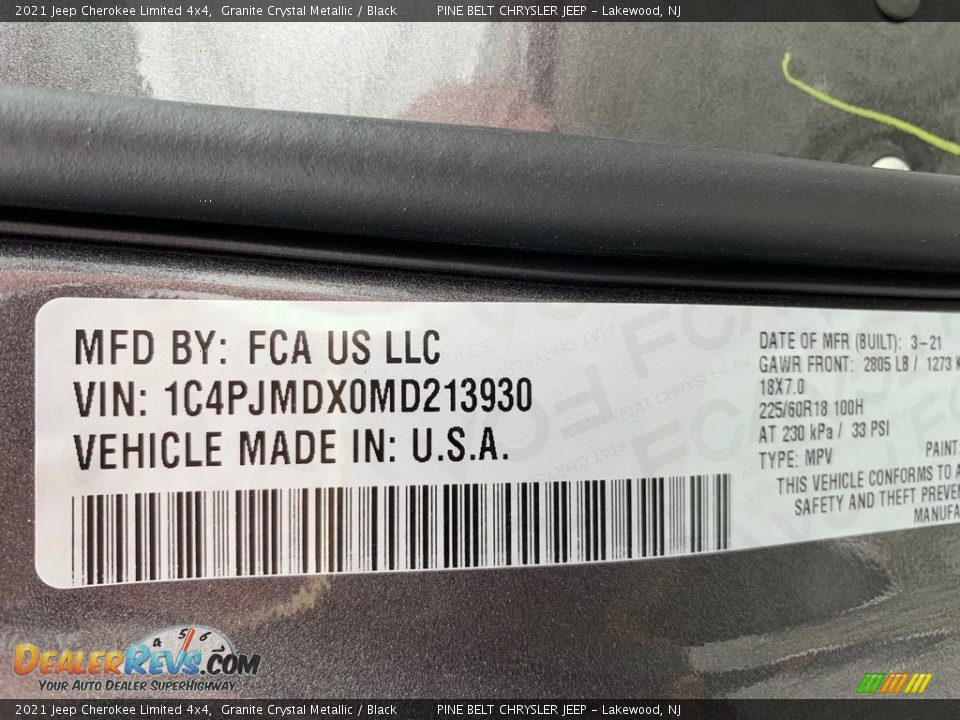 2021 Jeep Cherokee Limited 4x4, Granite Crystal Metallic / Black PINE BELT CHRYSLER JEEP - Lakewood, NJ
MFD BY: FCA US LLC
VIN: 1C4PJMDX0MD213930
VEHICLE MADE IN: U.S.A.
DATE OF MFR (BUILT): 3-21
GAWR FRONT: 2805 LB / 1273 K
18X7.0
225/60R18 100H
AT 230 kPa / 33 PSI
TYPE: MPV PAINT:
THIS VEHICLE CONFORMS TO A
SAFETY AND THEFT PREVEN
MANUFA
4 5 6
DEALERREVS.COM
YOUR AUTO DEALER SUPERHIGHWAY
2021 Jeep Cherokee Limited 4x4, Granite Crystal Metallic / Black PINE BELT CHRYSLER JEEP - Lakewood, NJ